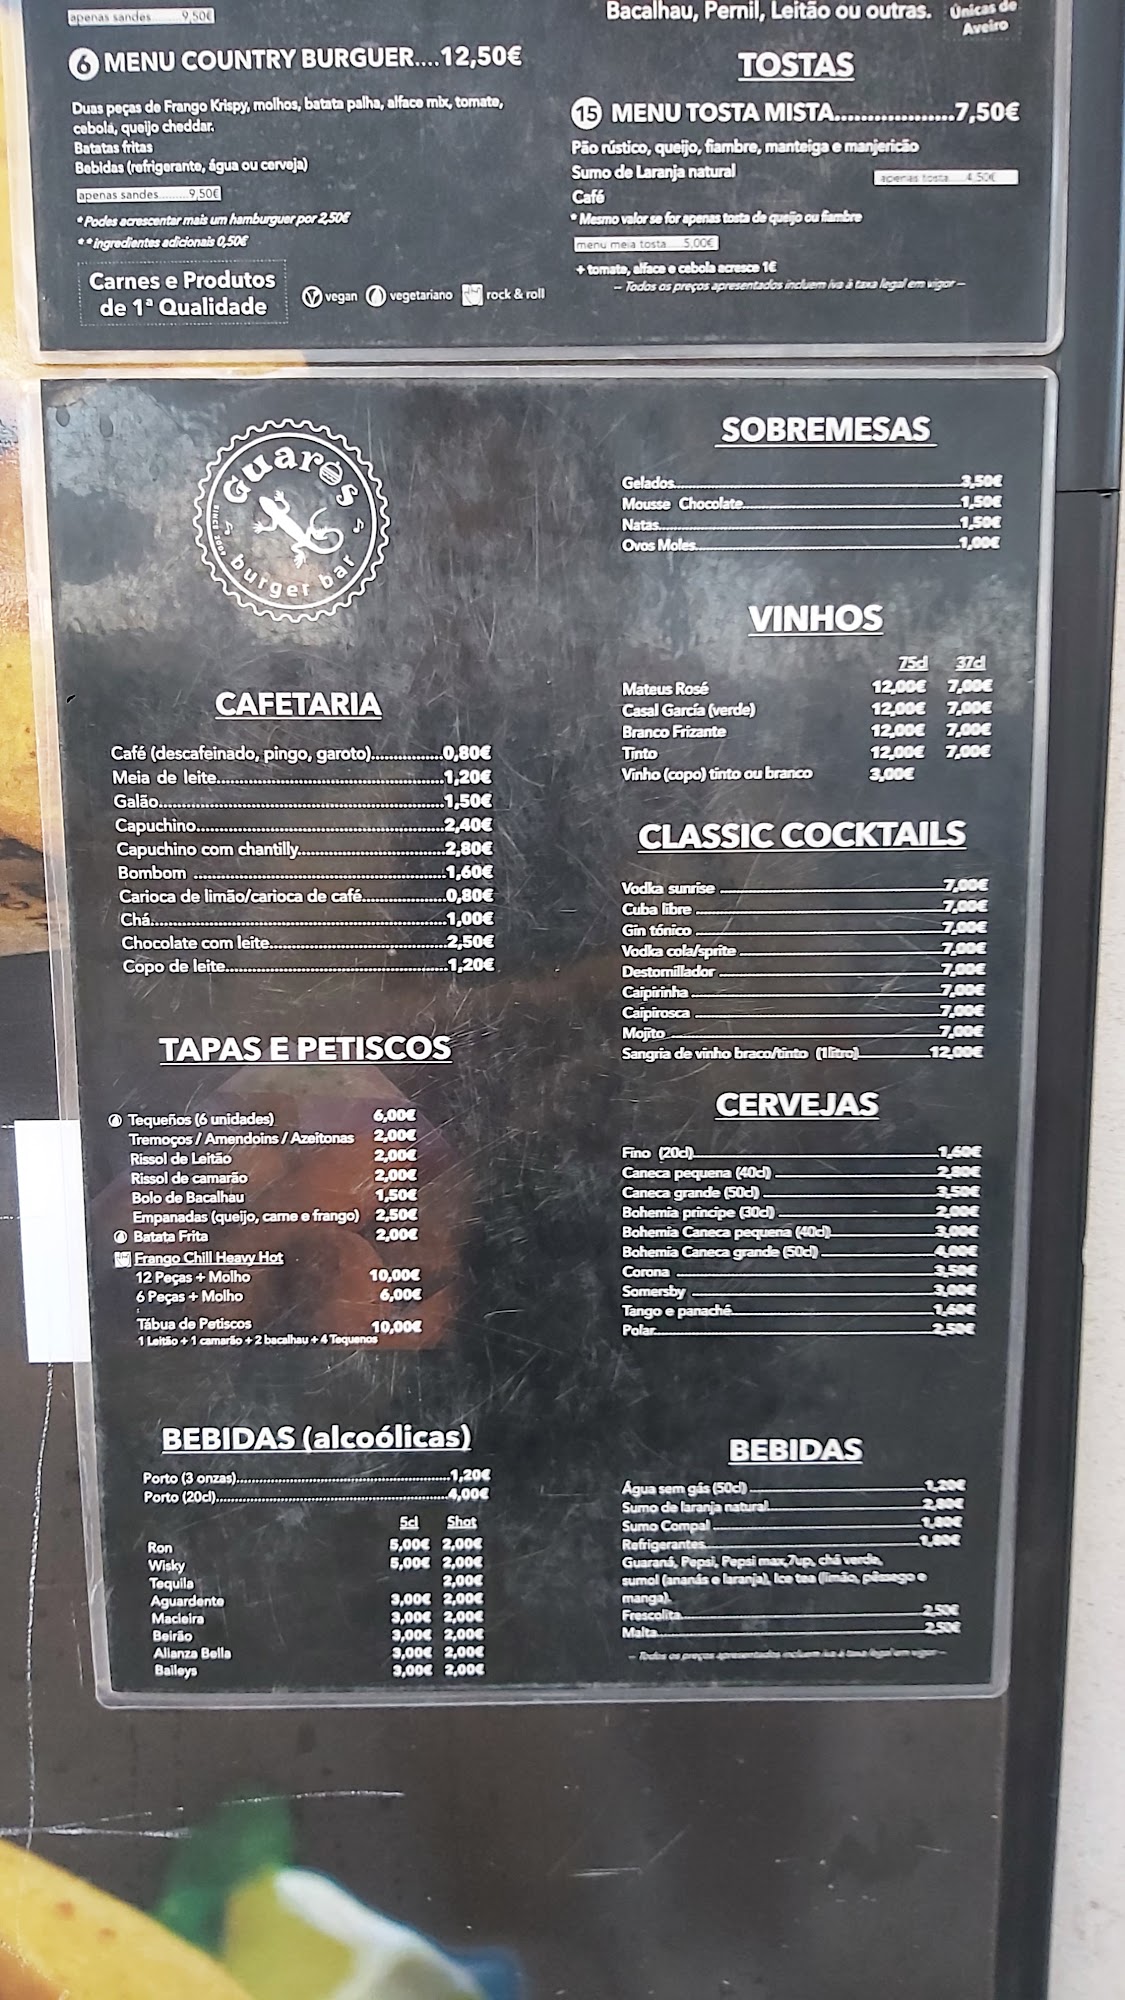 apenas sandes.........9,50€
6 MENU COUNTRY BURGUER....12,50€
Duas peças de Frango Krispy, molhos, batata palha, alface mix, tomate,
cebola, queijo cheddar.
Batatas fritas
Bebidas (refrigerante, água ou cerveja)
apenas sandes.........9,50€
* Podes acrescentar mais um hamburguer por 2,50€
** ingredientes adicionais 0,50€
Carnes e Produtos
de 1ª Qualidade
vegan vegetariano rock & roll
Bacalhau, Pernil, Leitão ou outras.
Únicas de
Aveiro
TOSTAS
15 MENU TOSTA MISTA..................7,50€
Pão rústico, queijo, fiambre, manteiga e manjericão
Sumo de Laranja natural
apenas tosta.....4,50€
Café
* Mesmo valor se for apenas tosta de queijo ou fiambre
menu meia tosta.....5,00€
+ tomate, alface e cebola acresce 1€
-- Todos os preços apresentados incluem iva à taxa legal em vigor --
Guaros
SINCE 2007
burger bar
CAFETARIA
Café (descafeinado, pingo, garoto)...............0,80€
Meia de leite...............1,20€
Galão...............1,50€
Capuchino...............2,40€
Capuchino com chantilly...............2,80€
Bombom ...............1,60€
Carioca de limão/carioca de café...............0,80€
Chá...............1,00€
Chocolate com leite...............2,50€
Copo de leite...............1,20€
TAPAS E PETISCOS
Tequeños (6 unidades) 6,00€
Tremoços / Amendoins / Azeitonas 2,00€
Rissol de Leitão 2,00€
Rissol de camarão 2,00€
Bolo de Bacalhau 1,50€
Empanadas (queijo, carne e frango) 2,50€
Batata Frita 2,00€
Frango Chill Heavy Hot
12 Peças + Molho 10,00€
6 Peças + Molho 6,00€
Tábua de Petiscos 10,00€
1 Leitão + 1 camarão + 2 bacalhau + 4 Tequenos
BEBIDAS (alcoólicas)
Porto (3 onzas)...............1,20€
Porto (20cl)...............4,00€
5cl Shot
Ron 5,00€ 2,00€
Wisky 5,00€ 2,00€
Tequila 2,00€
Aguardente 3,00€ 2,00€
Macieira 3,00€ 2,00€
Beirão 3,00€ 2,00€
Alianza Bella 3,00€ 2,00€
Baileys 3,00€ 2,00€
SOBREMESAS
Gelados...............3,50€
Mousse Chocolate...............1,50€
Natas...............1,50€
Ovos Moles...............1,00€
VINHOS
75cl 37cl
Mateus Rosé 12,00€ 7,00€
Casal García (verde) 12,00€ 7,00€
Branco Frizante 12,00€ 7,00€
Tinto 12,00€ 7,00€
Vinho (copo) tinto ou branco 3,00€
CLASSIC COCKTAILS
Vodka sunrise ...............7,00€
Cuba libre ...............7,00€
Gin tónico ...............7,00€
Vodka cola/sprite ...............7,00€
Destornillador ...............7,00€
Caipirinha ...............7,00€
Caipirosca ...............7,00€
Mojito ...............7,00€
Sangria de vinho braco/tinto (1litro)...............12,00€
CERVEJAS
Fino (20cl)...............1,60€
Caneca pequena (40cl) ...............2,80€
Caneca grande (50cl) ...............3,50€
Bohemia principe (30cl) ...............2,00€
Bohemia Caneca pequena (40cl)...............3,00€
Bohemia Caneca grande (50cl) ...............4,00€
Corona ...............3,50€
Somersby ...............3,00€
Tango e panaché...............1,60€
Polar...............2,50€
BEBIDAS
Água sem gás (50cl) ...............1,20€
Sumo de laranja natural...............2,80€
Sumo Compal ...............1,80€
Refrigerantes...............1,80€
Guaraná, Pepsi, Pepsi max,7up, chá verde,
sumol (ananás e laranja), Ice tea (limão, pêssego e
manga).
Frescolita...............2,50€
Malta...............2,50€
-- Todos os preços apresentados incluem iva à taxa legal em vigor --